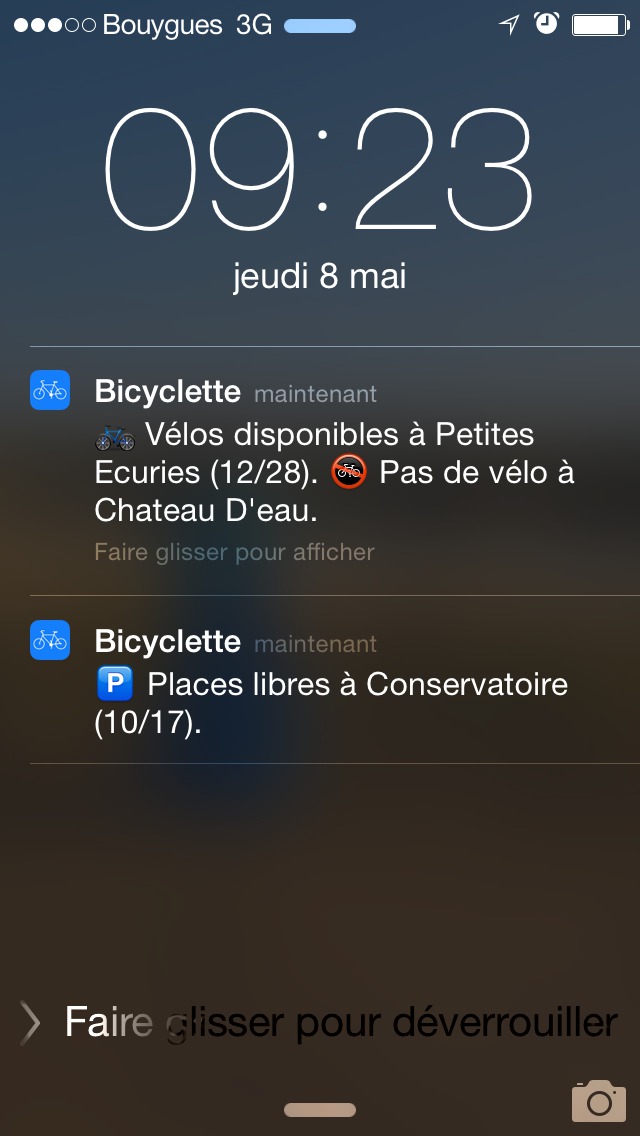 Bouygues 3G
09:23
jeudi 8 mai
Bicyclette maintenant
🚲 Vélos disponibles à Petites
Ecuries (12/28). 🚳 Pas de vélo à
Chateau D'eau.
Faire glisser pour afficher
Bicyclette maintenant
🅿️ Places libres à Conservatoire
(10/17).
Faire glisser pour déverrouiller